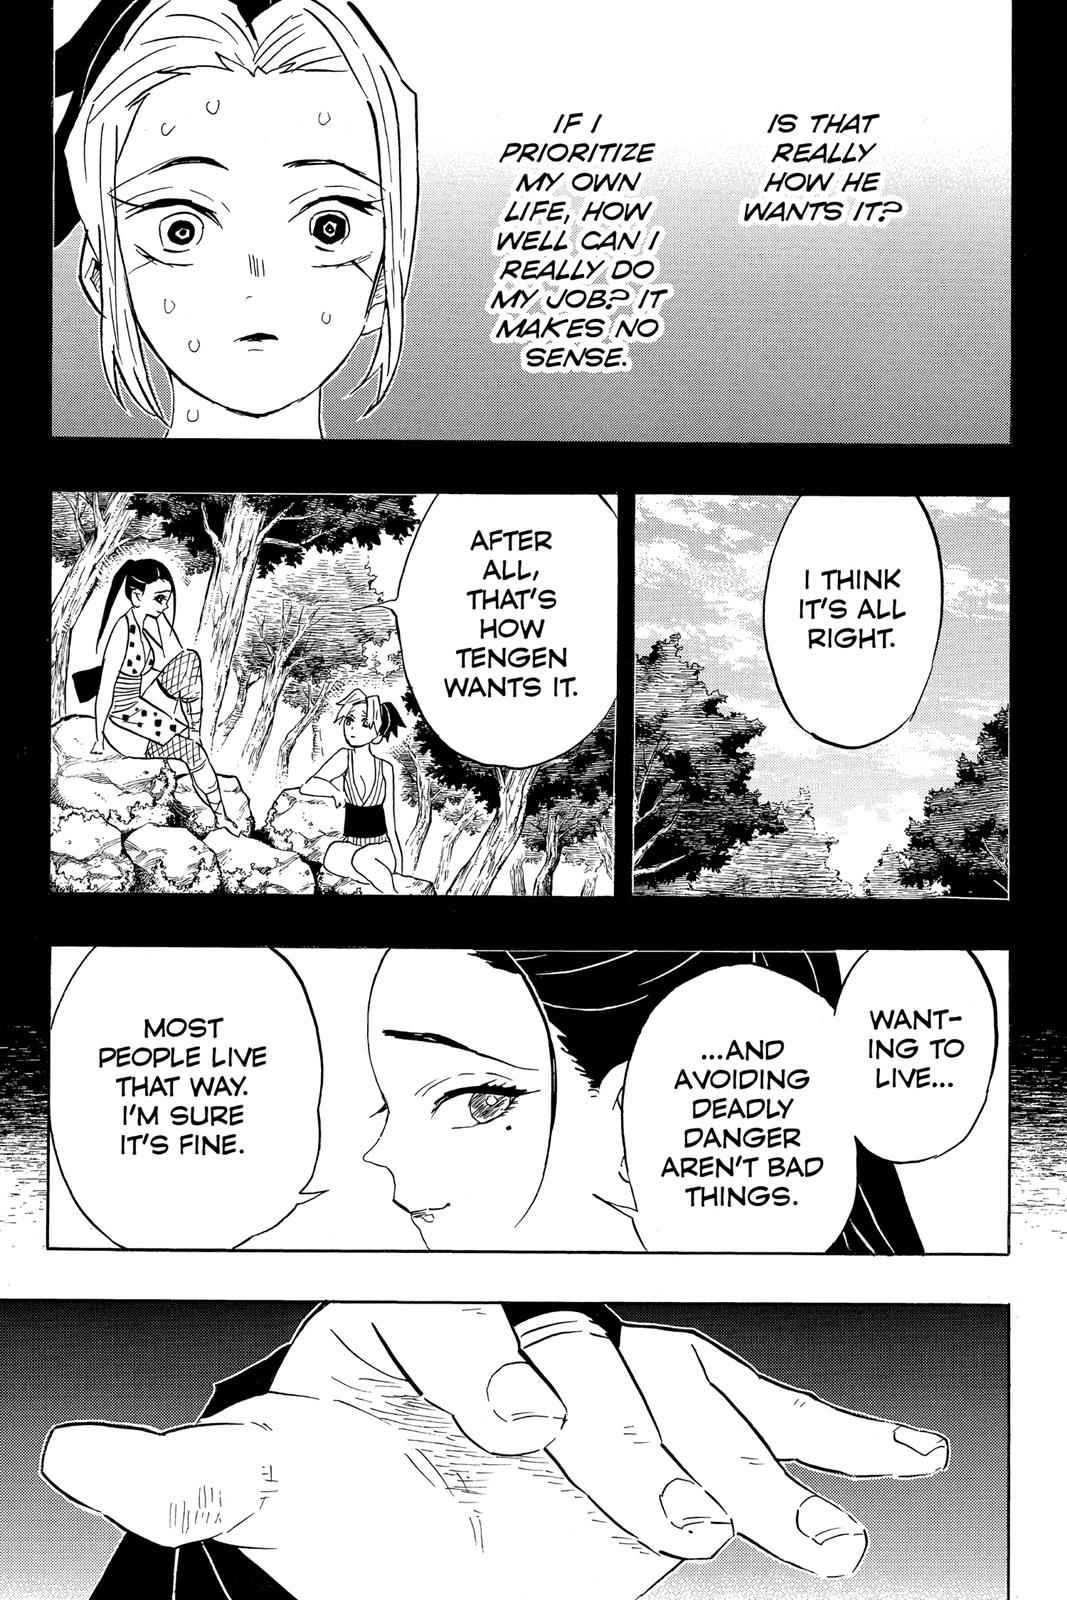 IS THAT
REALLY
HOW HE
WANTS IT?
IF I
PRIORITIZE
MY OWN
LIFE, HOW
WELL CAN I
REALLY DO
MY JOB? IT
MAKES NO
SENSE.
I THINK
IT'S ALL
RIGHT.
AFTER
ALL,
THAT'S
HOW
TENGEN
WANTS IT.
WANT-
ING TO
LIVE...
...AND
AVOIDING
DEADLY
DANGER
AREN'T BAD
THINGS.
MOST
PEOPLE LIVE
THAT WAY.
I'M SURE
IT'S FINE.